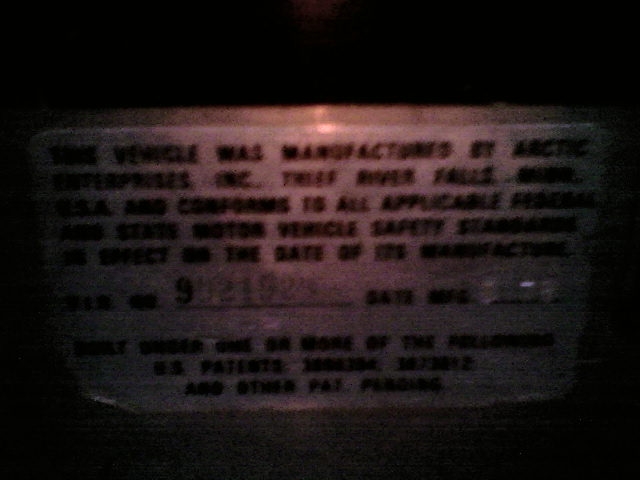 THIS VEHICLE WAS MANUFACTURED BY ARCTIC
ENTERPRISES, INC., THIEF RIVER FALLS, MINN.
U.S.A. AND CONFORMS TO ALL APPLICABLE FEDERAL
AND STATE MOTOR VEHICLE SAFETY STANDARDS
IN EFFECT ON THE DATE OF ITS MANUFACTURE.
DATE MFG.
BUILT UNDER ONE OR MORE OF THE FOLLOWING
U.S. PATENTS:
AND OTHER PAT. PENDING.